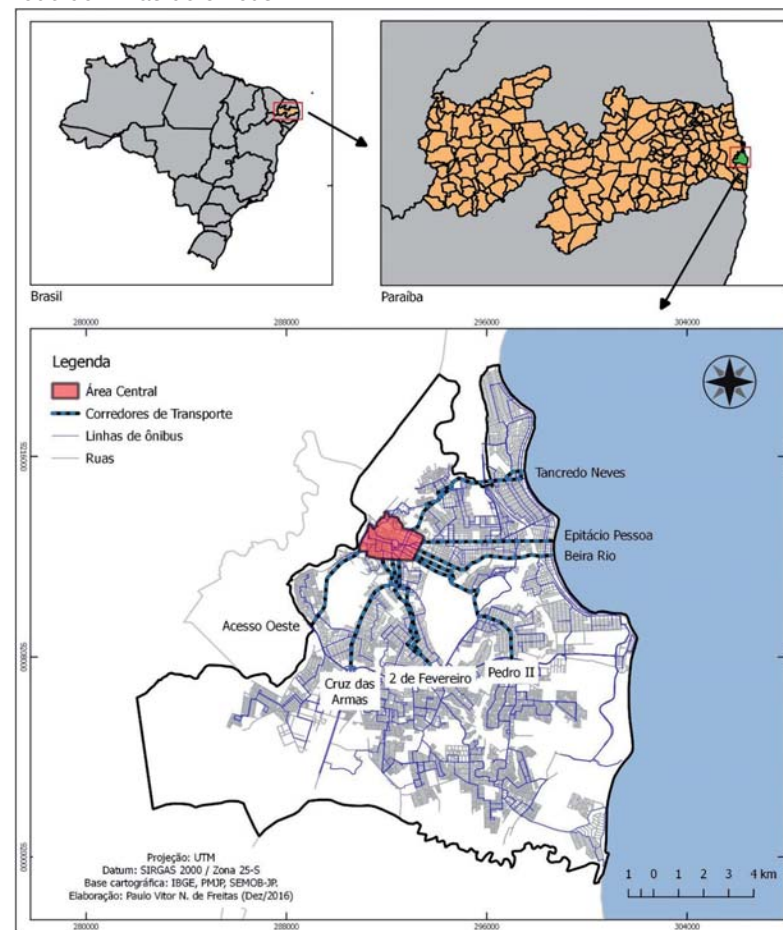 Brasil
Paraíba
280000
288000
296000
304000
Legenda
Área Central
Corredores de Transporte
Linhas de ônibus
Ruas
Tancredo Neves
Epitácio Pessoa
Beira Rio
Acesso Oeste
Cruz das
Armas
2 de Fevereiro
Pedro II
Projeção: UTM
Datum: SIRGAS 2000 / Zona 25-S
Base cartográfica: IBGE, PMJP, SEMOB-JP.
Elaboração: Paulo Vitor N. de Freitas (Dez/2016)
1 0 1 2 3 4 km
280000
288000
296000
304000